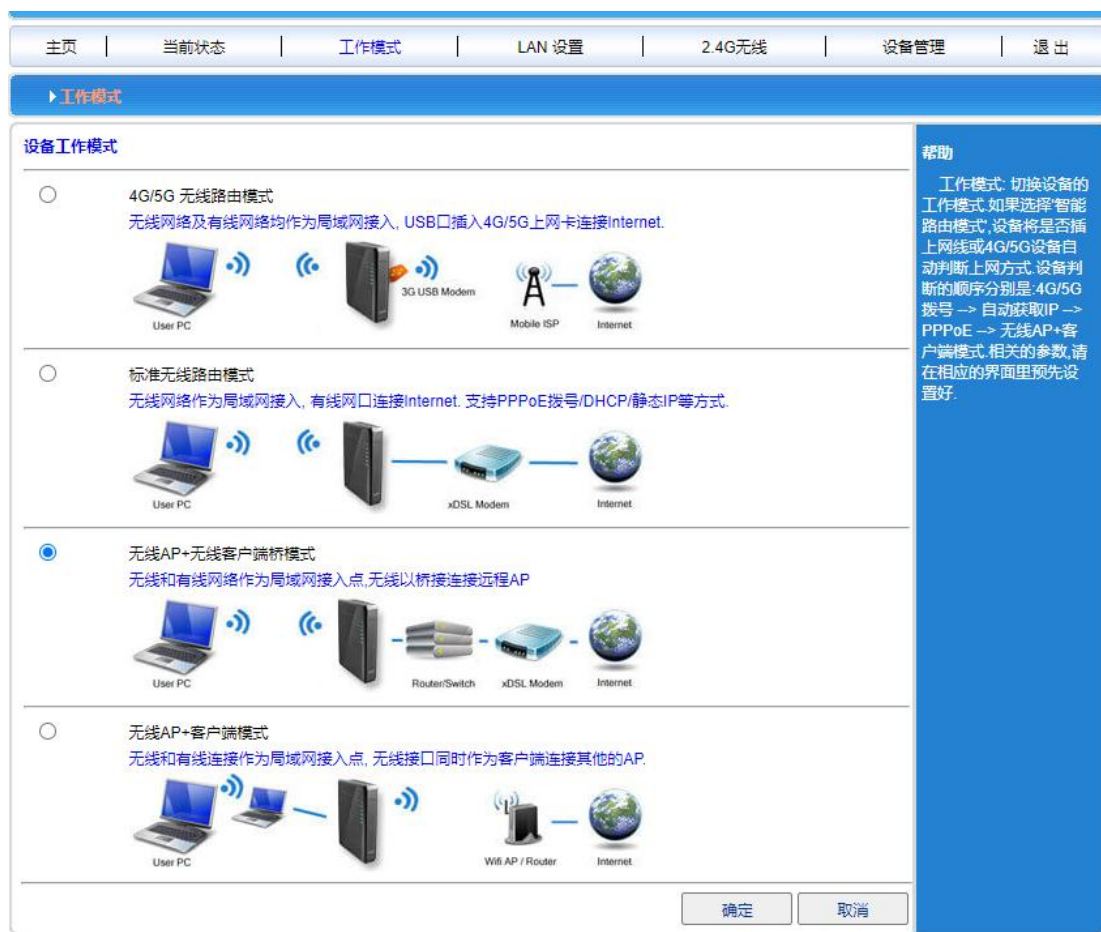 主页 当前状态 工作模式 LAN 设置 2.4G无线 设备管理 退 出
工作模式
设备工作模式
4G/5G 无线路由模式
无线网络及有线网络均作为局域网接入, USB口插入4G/5G上网卡连接Internet.
3G USB Modem
User PC
Mobile ISP
Internet
标准无线路由模式
无线网络作为局域网接入, 有线网口连接Internet. 支持PPPoE拨号/DHCP/静态IP等方式.
User PC
xDSL Modem
Internet
无线AP+无线客户端桥模式
无线和有线网络作为局域网接入点,无线以桥接连接远程AP
User PC
Router/Switch
xDSL Modem
Internet
无线AP+客户端模式
无线和有线连接作为局域网接入点, 无线接口同时作为客户端连接其他的AP.
User PC
Wifi AP / Router
Internet
确定 取消
帮助
工作模式: 切换设备的
工作模式.如果选择'智能
路由模式',设备将是否插
上网线或4G/5G设备自
动判断上网方式.设备判
断的顺序分别是:4G/5G
拨号 --> 自动获取IP -->
PPPoE --> 无线AP+客
户端模式.相关的参数,请
在相应的界面里预先设
置好.